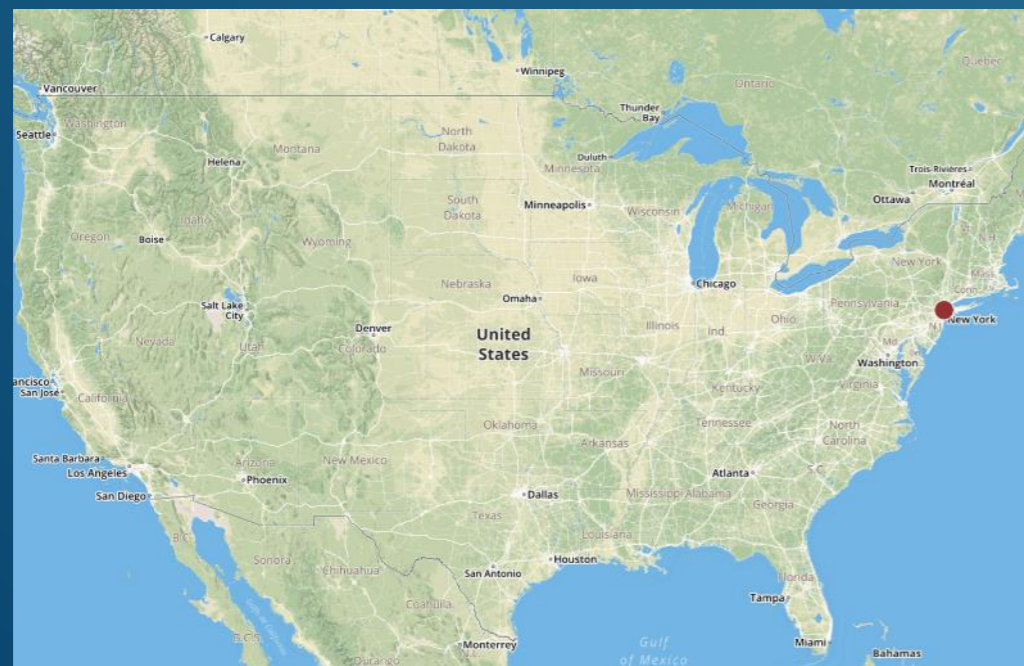 Calgary
Québec
Winnipeg
Ontario
Vancouver
Thunder
Bay
Washington
Seattle
North
Dakota
Montana
Helena
Duluth
Minnesota
Trois-Rivières
Montréal
Ottawa
South
Dakota
Minneapolis
Wisconsin
Michigan
Idaho
Oregon
Boise
Wyoming
N.H.
New York
Mass
Conn.
Nebraska
Iowa
Chicago
Omaha
Pennsylvania
Salt Lake
City
Ohio
New York
Illinois
Ind.
Denver
United
States
Nevada
Utah
Colorado
Md.
Washington
W.Va.
Missouri
ancisco
San José
California
Kentucky
Virginia
Oklahoma
Tennessee
North
Carolina
Arkansas
Santa Barbara
Arizona
New Mexico
Los Angeles
Phoenix
Atlanta
S.C.
San Diego
Dallas
Mississippi
Alabama
Georgia
Texas
Louisiana
B.C.
Sonora
Houston
Chihuahua
San Antonio
Florida
Tampa
Coahuila
B.C.S.
Monterrey
Gulf
of Mexico
Miami
Bahamas
Durango